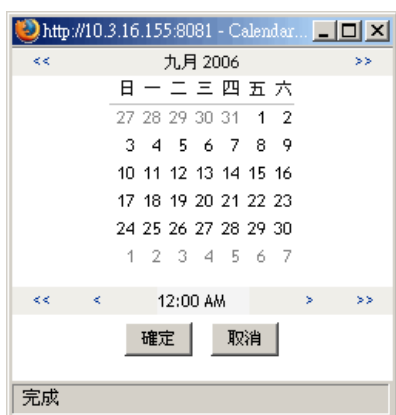 http://10.3.16.155:8081 - Calendar...
<< 九月 2006 >>
日 一 二 三 四 五 六
27 28 29 30 31 1 2
3 4 5 6 7 8 9
10 11 12 13 14 15 16
17 18 19 20 21 22 23
24 25 26 27 28 29 30
1 2 3 4 5 6 7
<< < 12:00 AM > >>
確定 取消
完成